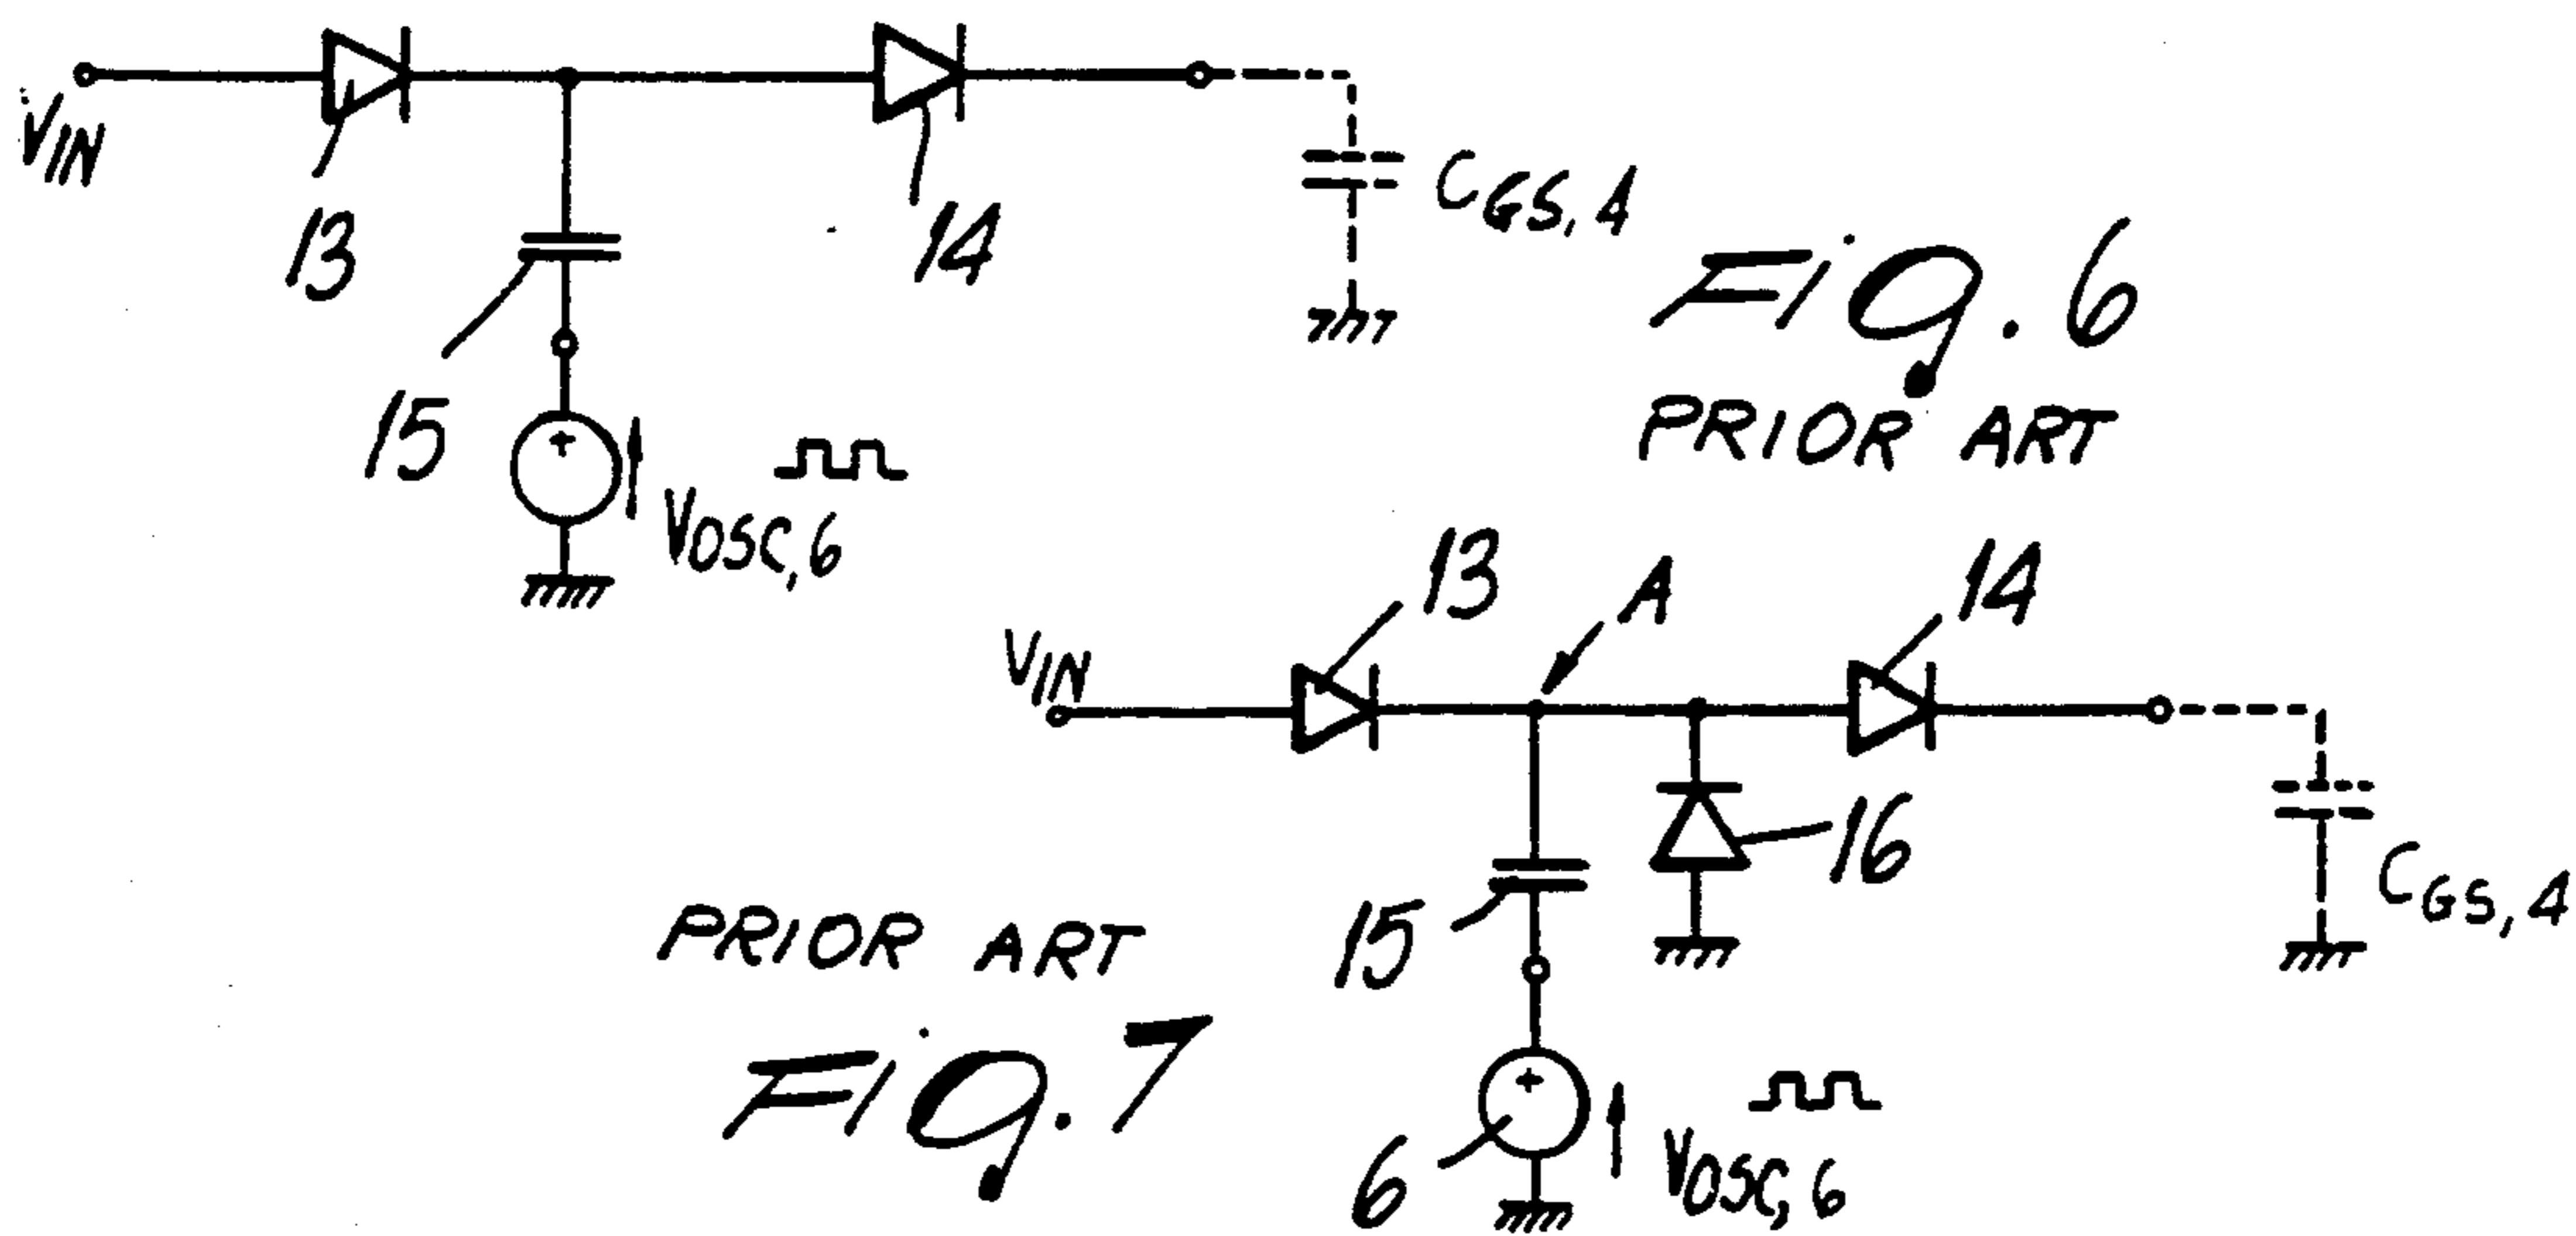 VIN
13
14
CGS, 4
15
+
VOSC, 6
Fig. 6
PRIOR ART
VIN
13
A
14
15
16
CGS, 4
PRIOR ART
Fig. 7
+
6
VOSC, 6